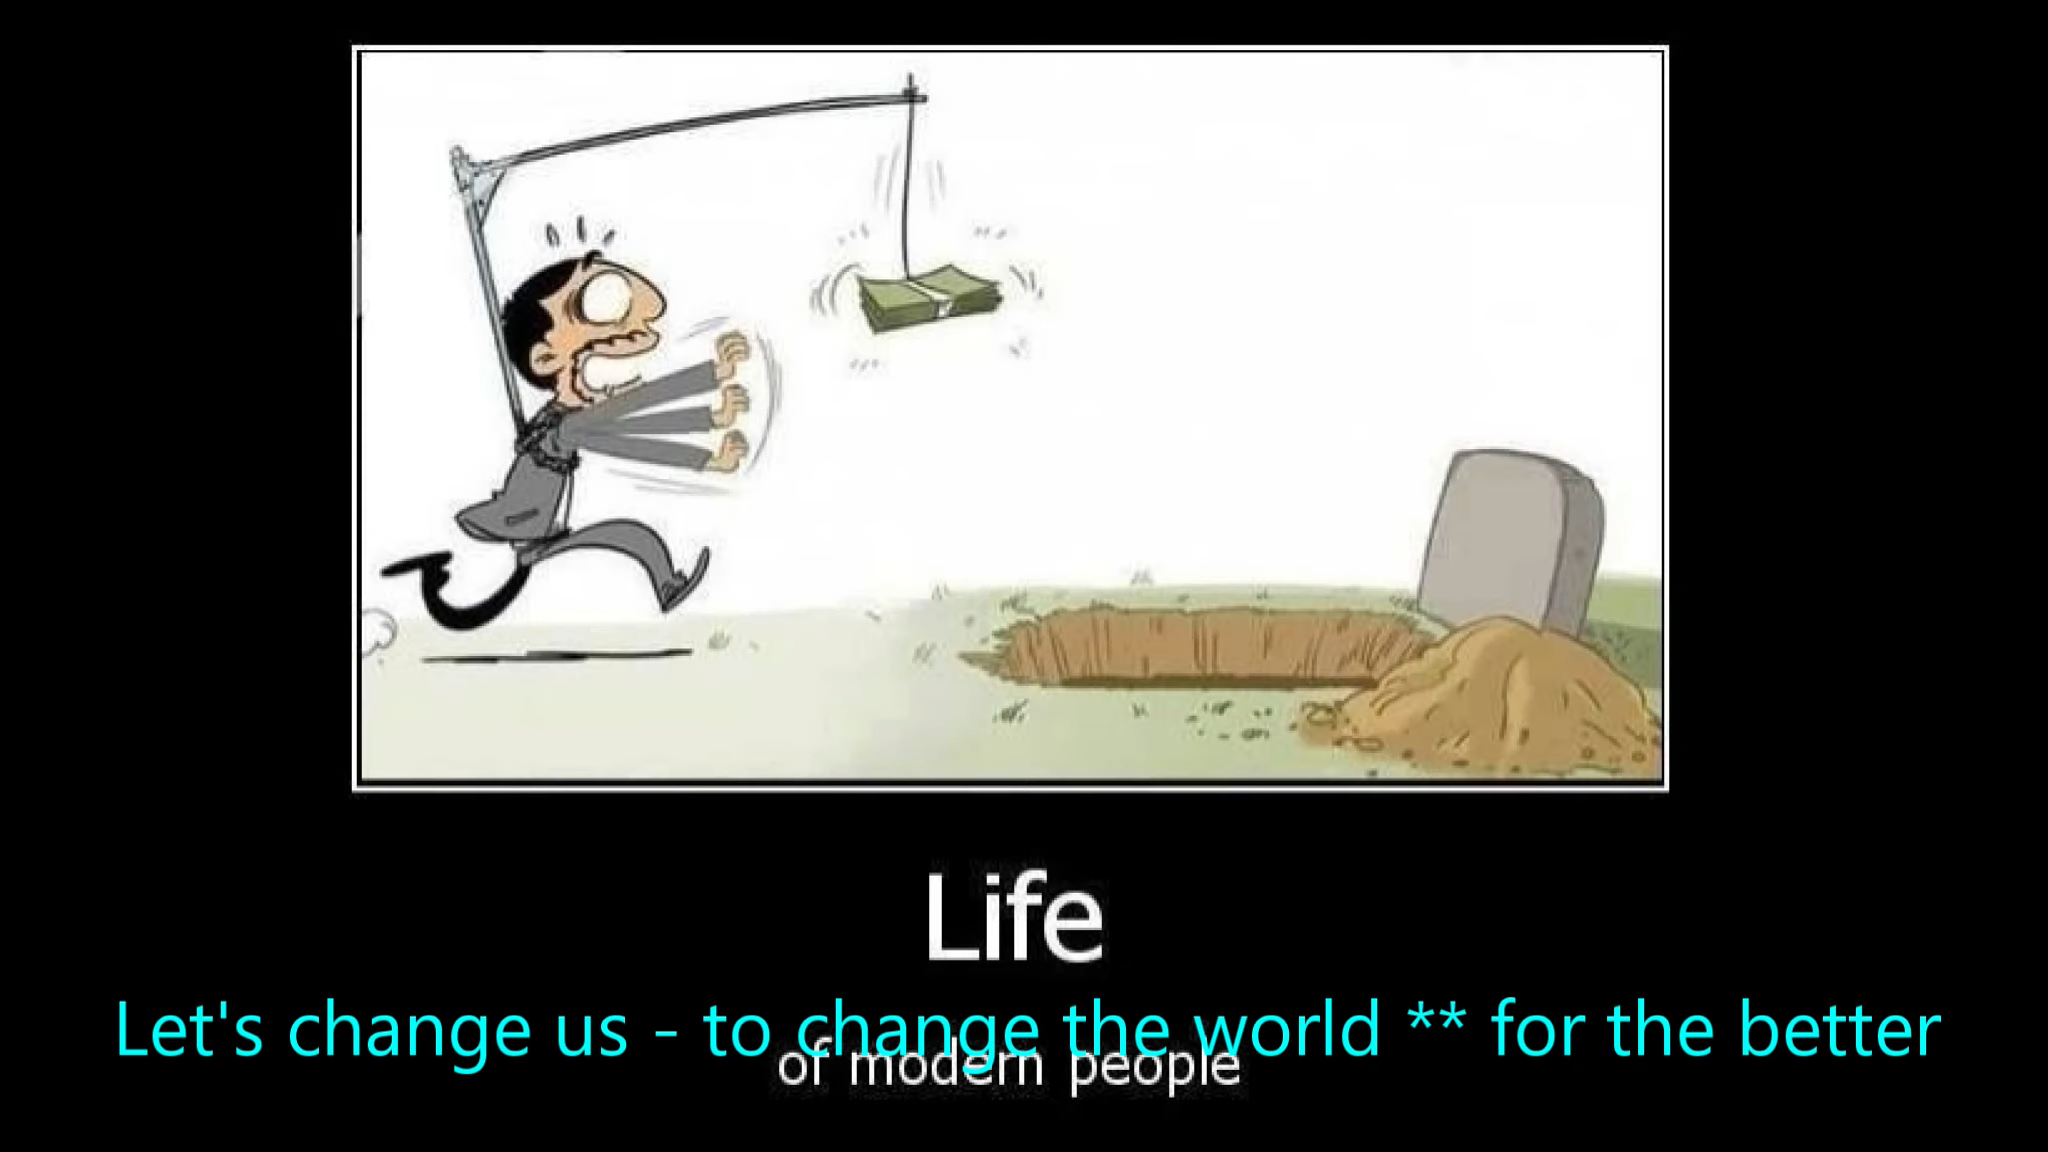 Life
Let's change us - to change the world ** for the better
of modern people